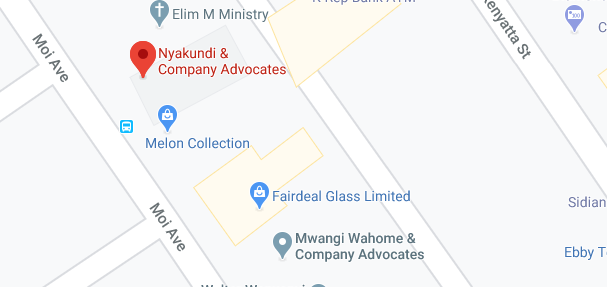 K-Rep Bank ATM
Elim M Ministry
Moi Ave
Nyakundi &
Company Advocates
enyatta St
Melon Collection
Fairdeal Glass Limited
Sidian
Moi Ave
Mwangi Wahome &
Company Advocates
Ebby T